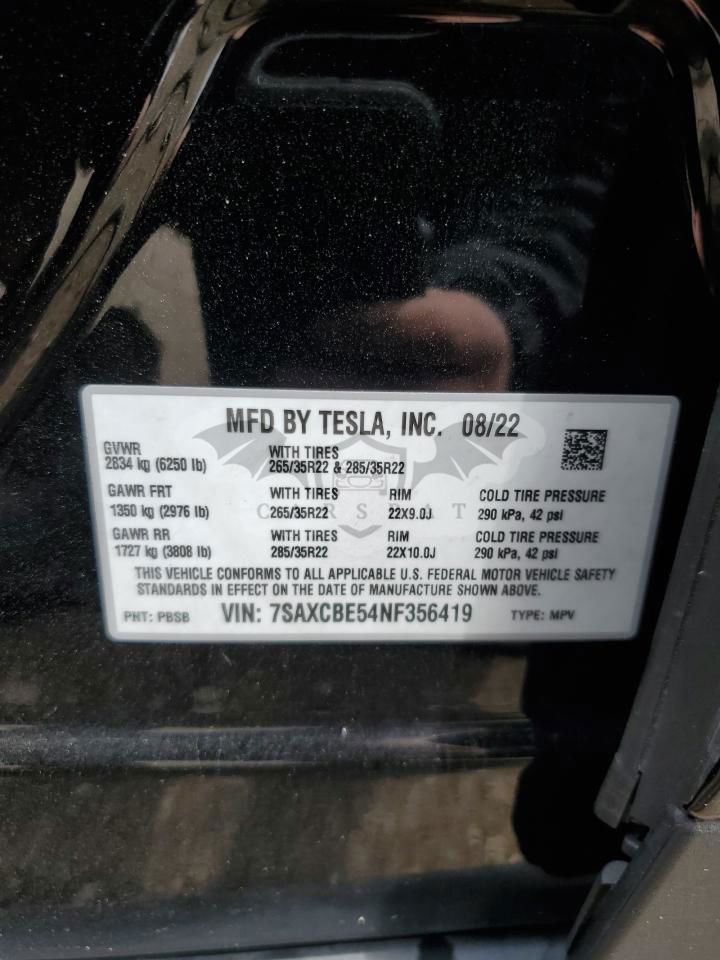 MFD BY TESLA, INC. 08/22
GVWR
2834 kg (6250 lb)
WITH TIRES
265/35R22 & 285/35R22
GAWR FRT
1350 kg (2976 lb)
WITH TIRES
265/35R22
RIM
22X9.0J
COLD TIRE PRESSURE
290 kPa, 42 psi
GAWR RR
1727 kg (3808 lb)
WITH TIRES
285/35R22
RIM
22X10.0J
COLD TIRE PRESSURE
290 kPa, 42 psi
THIS VEHICLE CONFORMS TO ALL APPLICABLE U.S. FEDERAL MOTOR VEHICLE SAFETY
STANDARDS IN EFFECT ON THE DATE OF MANUFACTURE SHOWN ABOVE.
PNT: PBSB VIN: 7SAXCBE54NF356419 TYPE: MPV